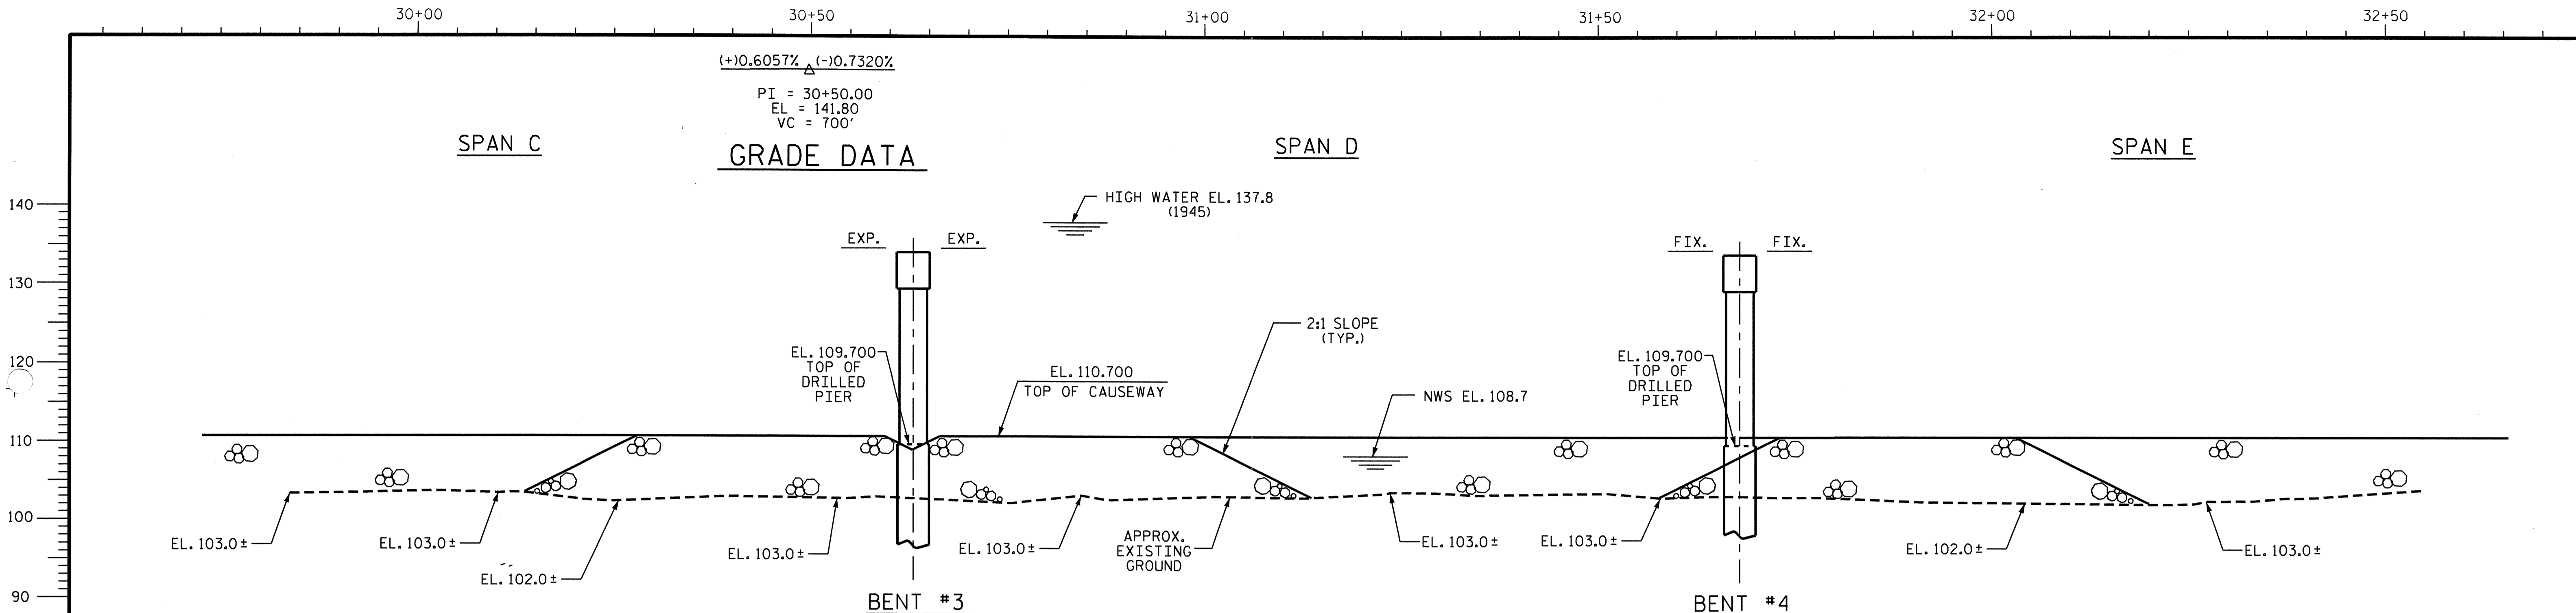 30+00 30+50 31+00 31+50 32+00 32+50
(+)0.6057% (-)0.7320%
PI = 30+50.00
EL = 141.80
VC = 700'
GRADE DATA
SPAN C
SPAN D
SPAN E
140
130
120
110
100
90
HIGH WATER EL. 137.8
(1945)
EXP. EXP.
FIX. FIX.
EL. 109.700
TOP OF
DRILLED
PIER
EL. 110.700
TOP OF CAUSEWAY
2:1 SLOPE
(TYP.)
NWS EL. 108.7
EL. 109.700
TOP OF
DRILLED
PIER
EL. 103.0±
EL. 103.0±
EL. 102.0±
EL. 103.0±
EL. 103.0±
APPROX.
EXISTING
GROUND
EL. 103.0±
EL. 103.0±
EL. 102.0±
EL. 103.0±
BENT #3
BENT #4